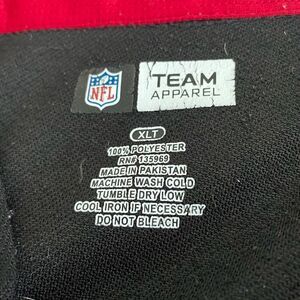 NFL
TEAM
APPAREL
XLT
100% POLYESTER
RN# 135969
MADE IN PAKISTAN
MACHINE WASH COLD
TUMBLE DRY LOW
COOL IRON IF NECESSARY
DO NOT BLEACH